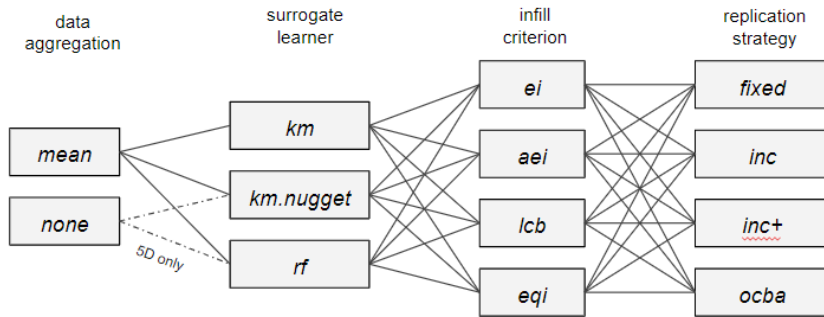 data
aggregation
surrogate
learner
infill
criterion
replication
strategy
mean
none
5D only
km
km.nugget
rf
ei
aei
lcb
eqi
fixed
inc
inc+
ocba